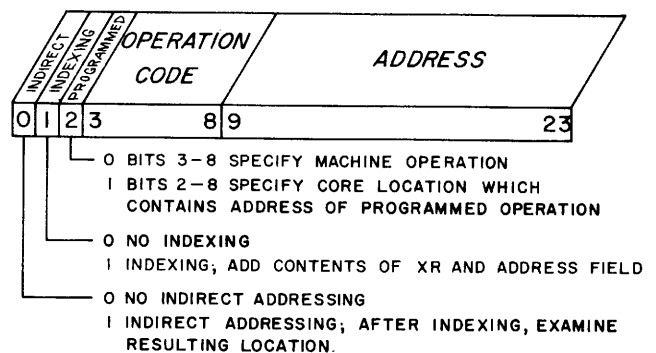 INDIRECT
INDEXING
PROGRAMMED
OPERATION
CODE
ADDRESS
0 1 2 3 8 9 23
0 BITS 3-8 SPECIFY MACHINE OPERATION
1 BITS 2-8 SPECIFY CORE LOCATION WHICH
CONTAINS ADDRESS OF PROGRAMMED OPERATION
0 NO INDEXING
1 INDEXING; ADD CONTENTS OF XR AND ADDRESS FIELD
0 NO INDIRECT ADDRESSING
1 INDIRECT ADDRESSING; AFTER INDEXING, EXAMINE
RESULTING LOCATION.